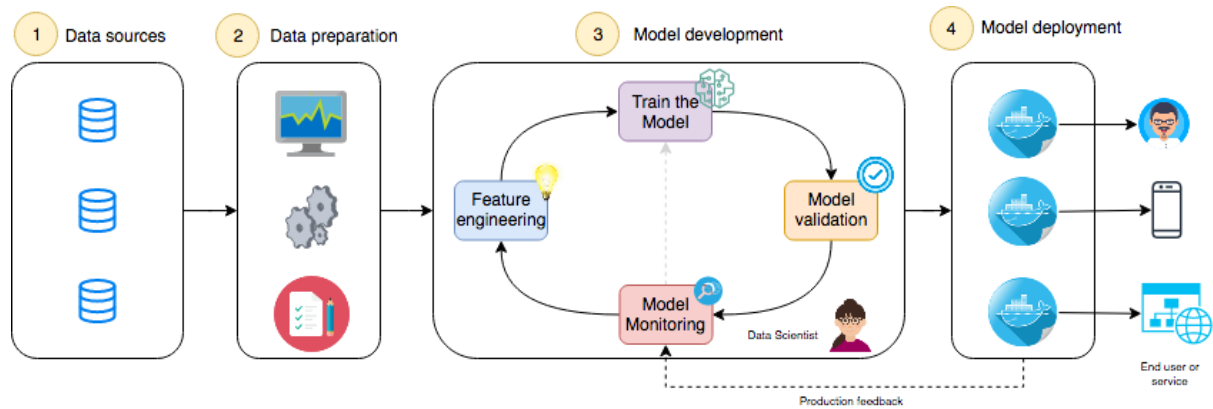 1 Data sources
2 Data preparation
3 Model development
4 Model deployment
Train the
Model
Feature
engineering
Model
validation
Model
Monitoring
Data Scientist
End user or
service
Production feedback